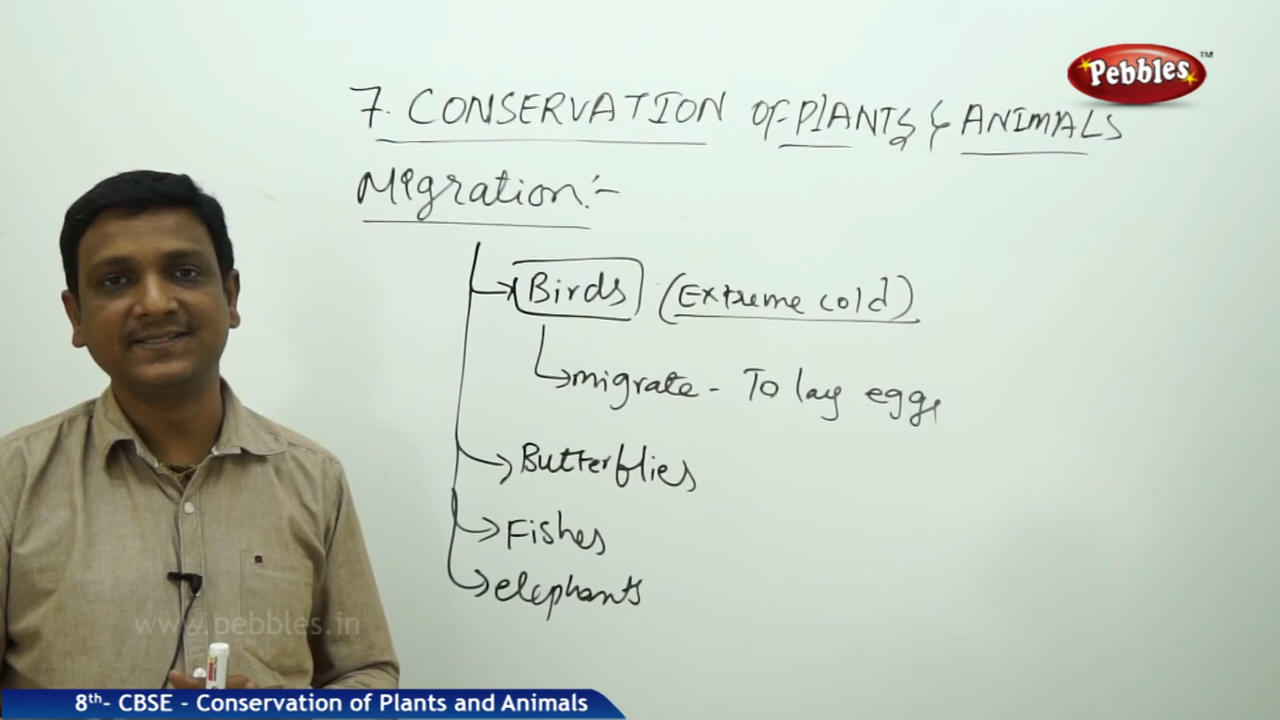 Pebbles™
7. CONSERVATION OF PLANTS & ANIMALS
Migration:-
Birds (Extreme cold)
migrate - To lay eggs
Butterflies
Fishes
elephants
www.pebbles.in
8th- CBSE - Conservation of Plants and Animals